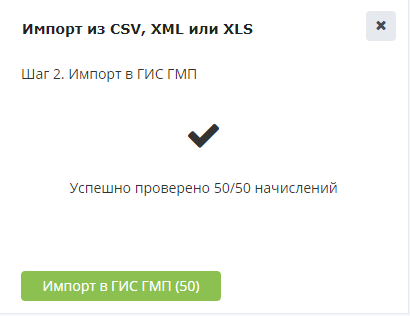 Импорт из CSV, XML или XLS
Шаг 2. Импорт в ГИС ГМП
Успешно проверено 50/50 начислений
Импорт в ГИС ГМП (50)